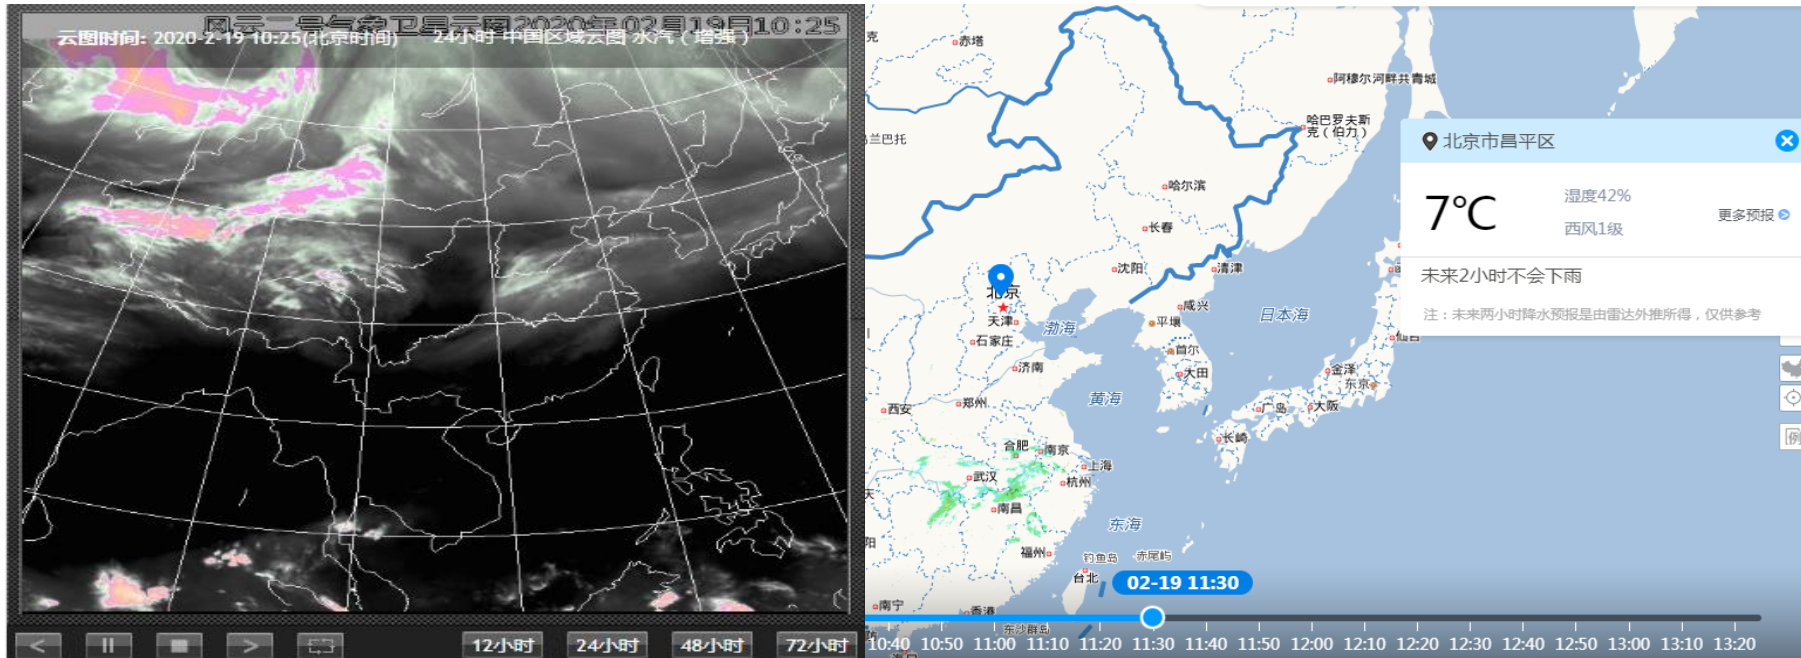 风云二号气象卫星云图2020年02月19日10:25
云图时间: 2020-2-19 10:25(北京时间)
24小时 中国区域云图 水汽（增强）
<
>
12小时
24小时
48小时
72小时
克
赤塔
阿穆尔河畔共青城
哈巴罗夫斯
克（伯力）
兰巴托
哈尔滨
长春
沈阳
清津
北京
天津
咸兴
平壤
渤海
日本海
石家庄
首尔
仙台
济南
大田
金泽
东京
西安
郑州
黄海
广岛
大阪
长崎
合肥
南京
上海
武汉
杭州
南昌
东海
阳
福州
钓鱼岛
赤尾屿
台北
南宁
香港
东沙群岛
北京市昌平区
7℃
湿度42%
西风1级
更多预报
未来2小时不会下雨
注：未来两小时降水预报是由雷达外推所得，仅供参考
例
02-19 11:30
10:40 10:50 11:00 11:10 11:20 11:30 11:40 11:50 12:00 12:10 12:20 12:30 12:40 12:50 13:00 13:10 13:20